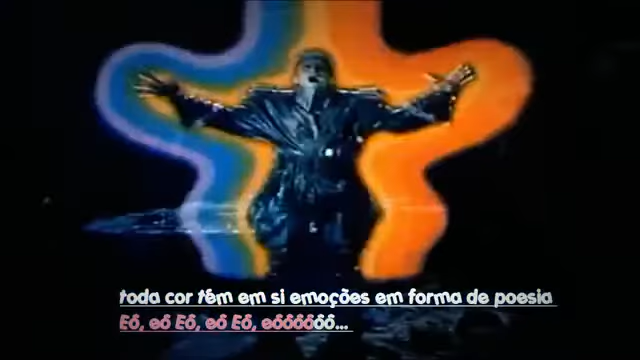 toda cor têm em si emoções em forma de poesia
Eô, eô Eô, eô Eô, eôôôôôô...